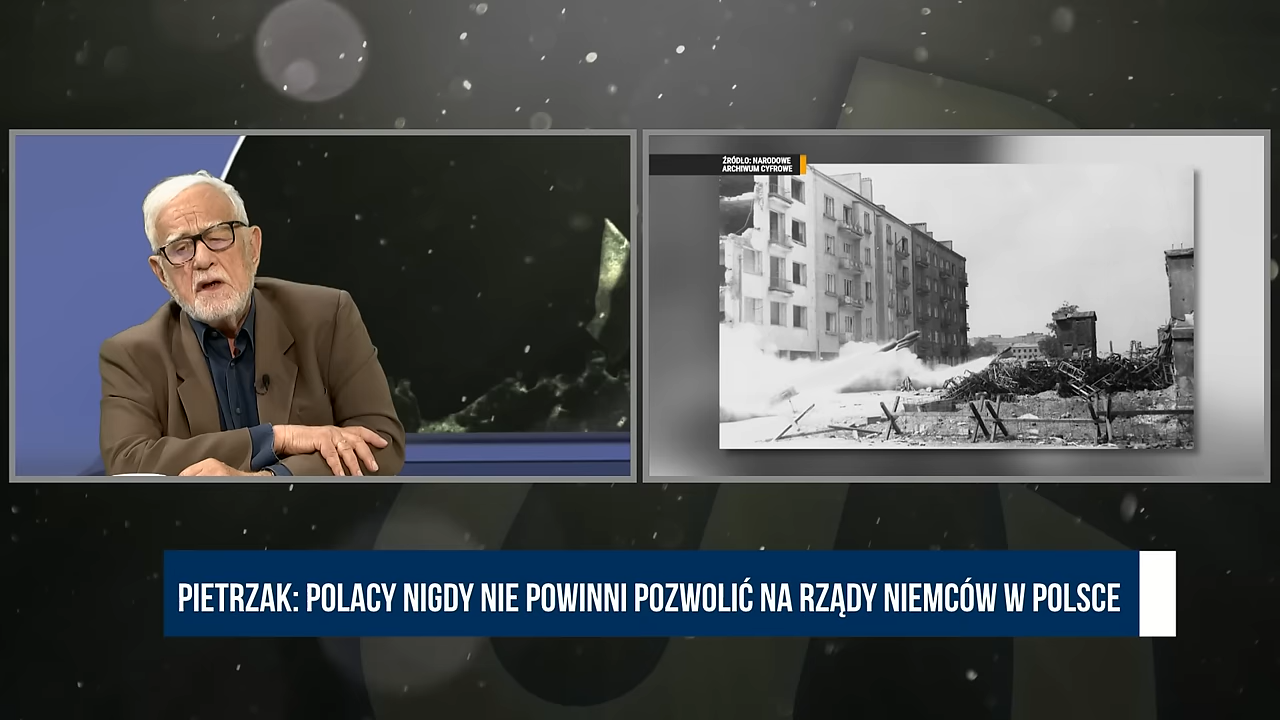 ŹRÓDŁO: NARODOWE
ARCHIWUM CYFROWE
PIETRZAK: POLACY NIGDY NIE POWINNI POZWOLIĆ NA RZĄDY NIEMCÓW W POLSCE